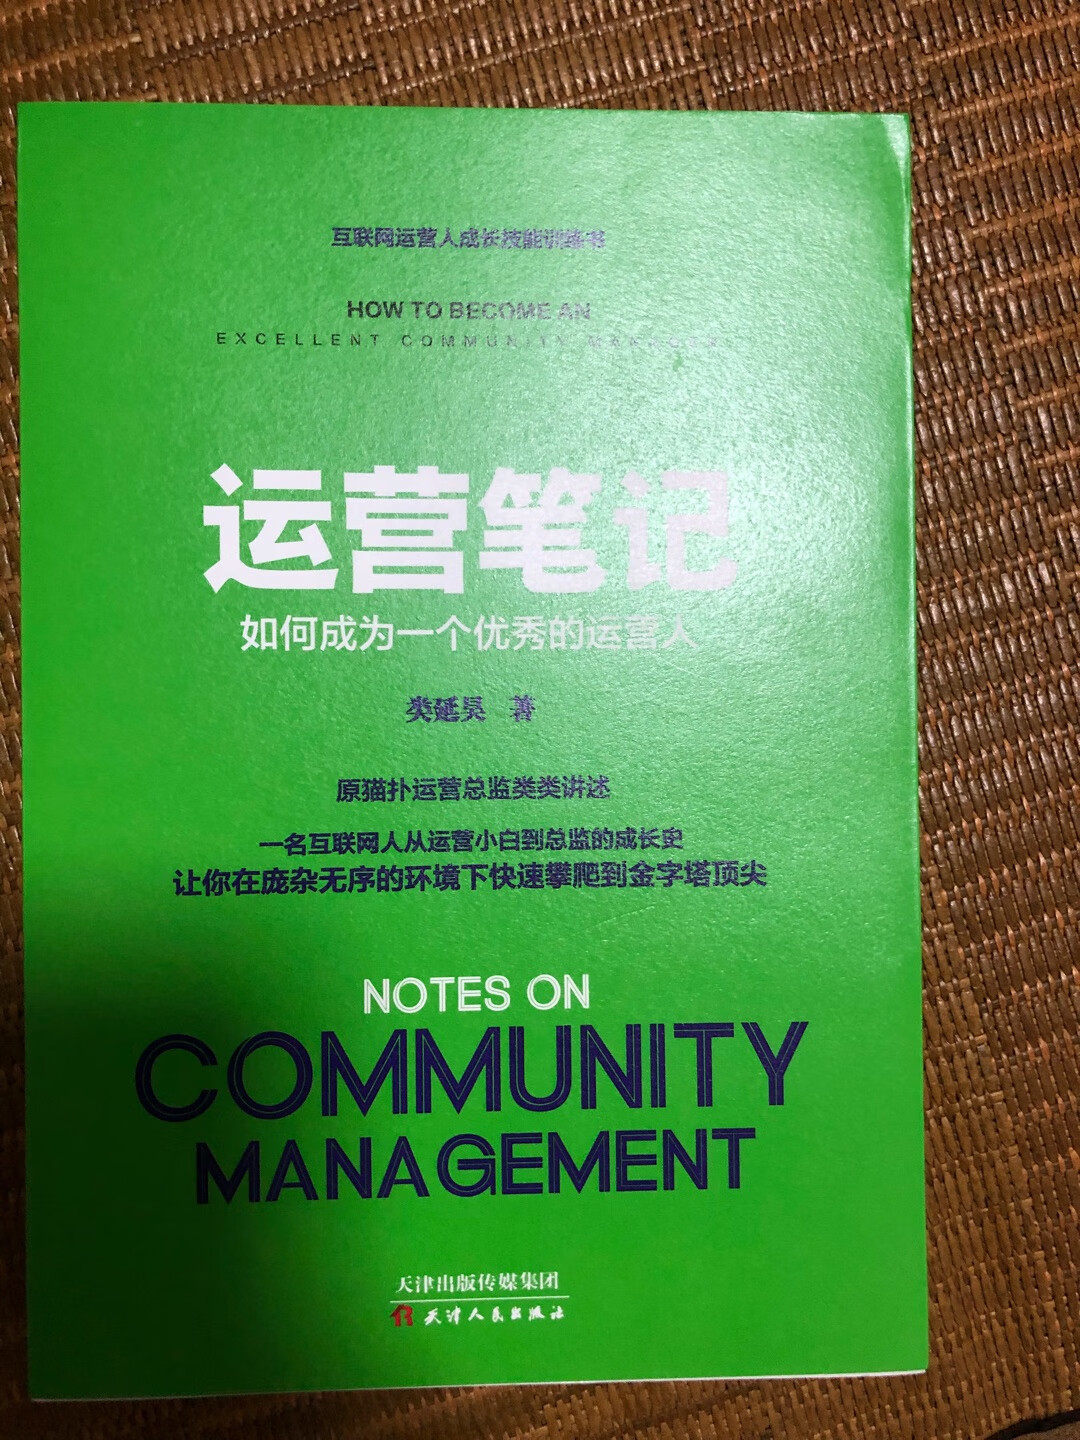 互联网运营人成长技能训练书
HOW TO BECOME AN
EXCELLENT COMMUNITY MANAGER
运营笔记
如何成为一个优秀的运营人
类延昊 著
原猫扑运营总监类类讲述
一名互联网人从运营小白到总监的成长史
让你在庞杂无序的环境下快速攀爬到金字塔顶尖
NOTES ON
COMMUNITY
MANAGEMENT
天津出版传媒集团
天津人民出版社